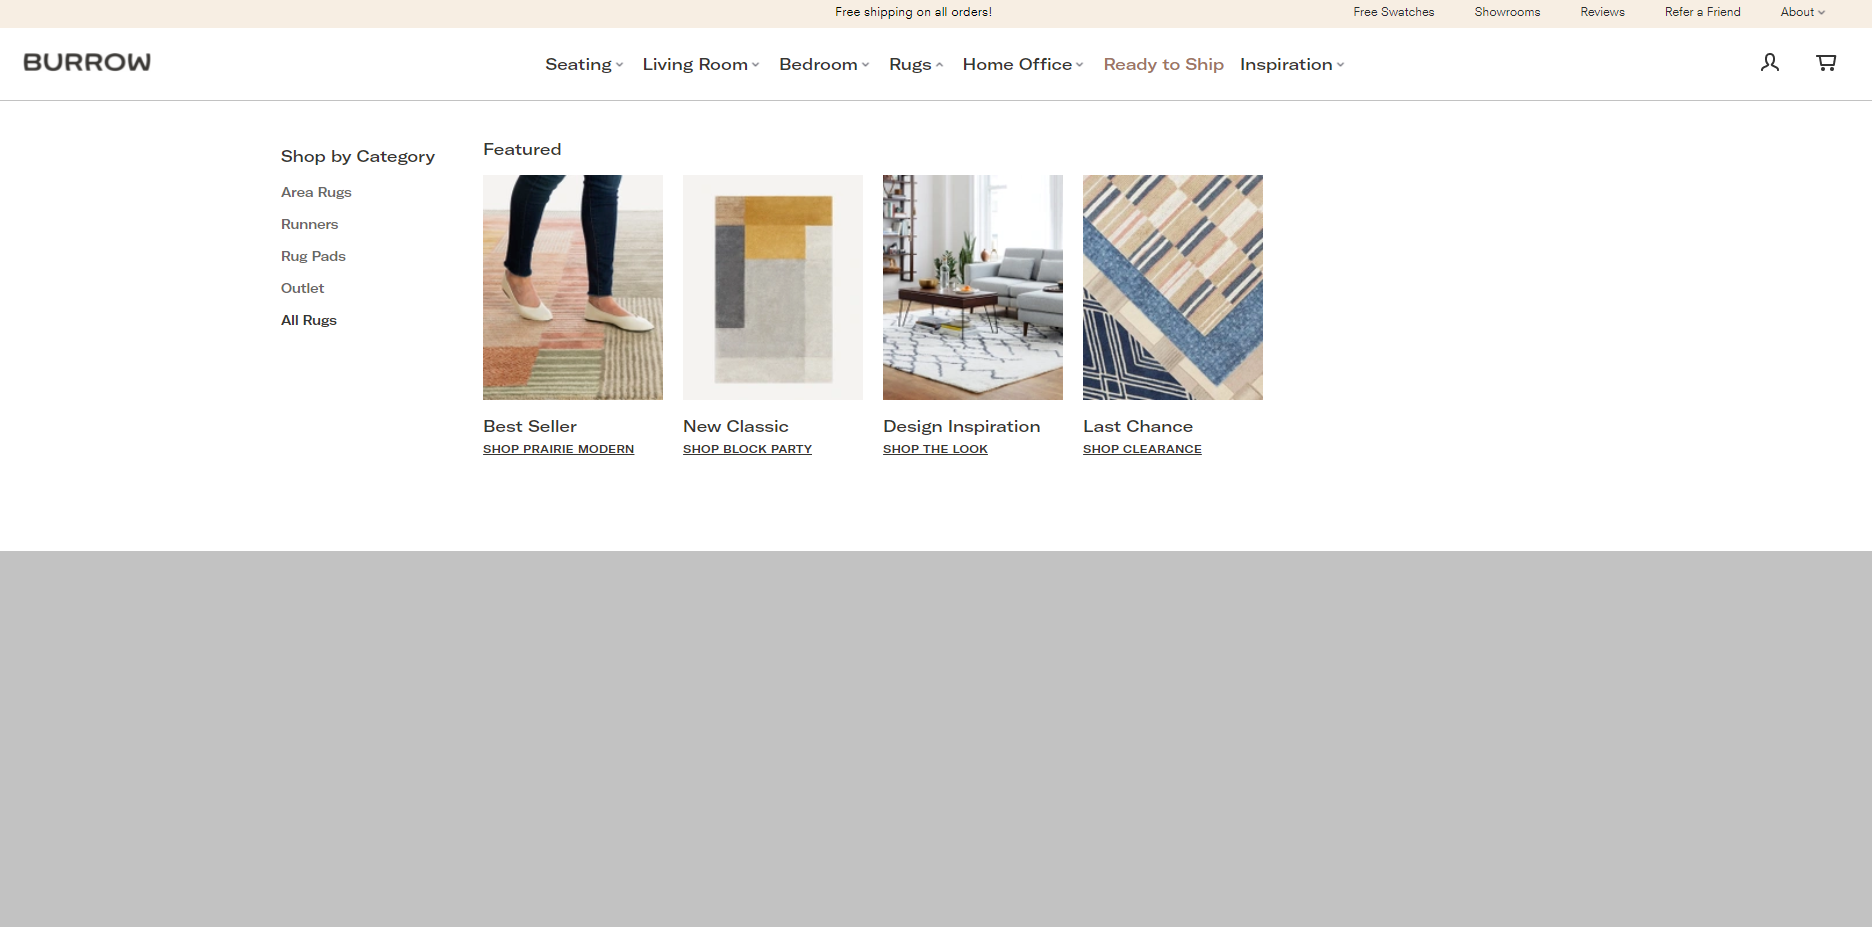 Free shipping on all orders!
Free Swatches
Showrooms
Reviews
Refer a Friend
About
BURROW
Seating
Living Room
Bedroom
Rugs
Home Office
Ready to Ship
Inspiration
Shop by Category
Area Rugs
Runners
Rug Pads
Outlet
All Rugs
Featured
Best Seller
SHOP PRAIRIE MODERN
New Classic
SHOP BLOCK PARTY
Design Inspiration
SHOP THE LOOK
Last Chance
SHOP CLEARANCE